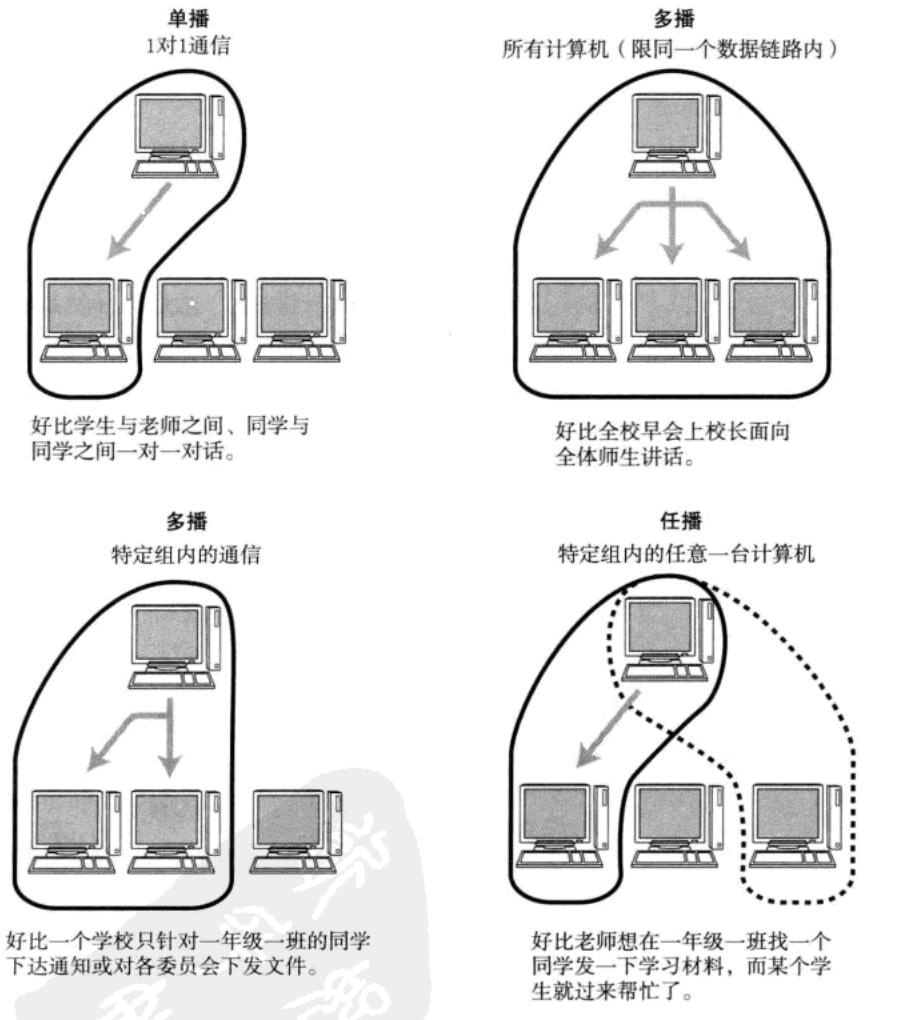 单播
1对1通信
多播
所有计算机（限同一个数据链路内）
好比学生与老师之间、同学与
同学之间一对一对话。
好比全校早会上校长面向
全体师生讲话。
多播
特定组内的通信
任播
特定组内的任意一台计算机
好比一个学校只针对一年级一班的同学
下达通知或对各委员会下发文件。
好比老师想在一年级一班找一个
同学发一下学习材料，而某个学
生就过来帮忙了。